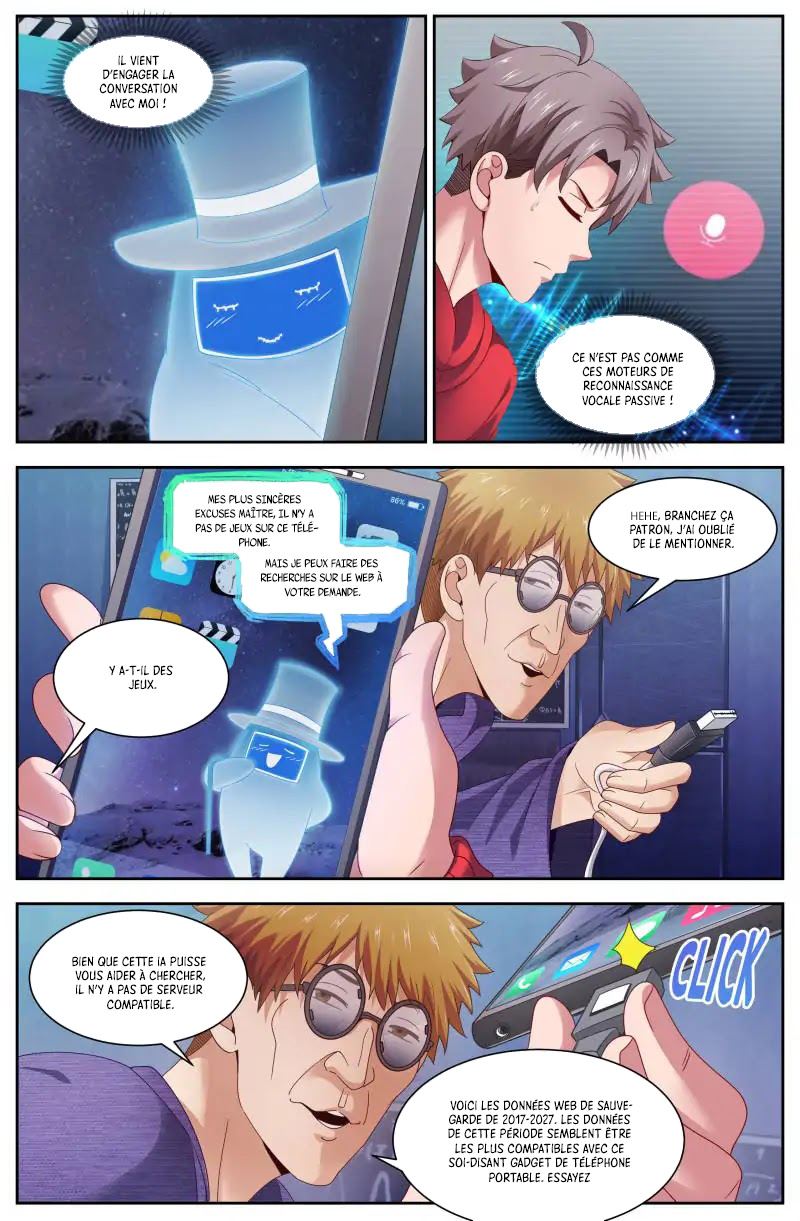 IL VIENT
D'ENGAGER LA
CONVERSATION
AVEC MOI !
CE N'EST PAS COMME
CES MOTEURS DE
RECONNAISSANCE
VOCALE PASSIVE !
86%
MES PLUS SINCÈRES
EXCUSES MAÎTRE, IL N'Y A
PAS DE JEUX SUR CE TÉLÉ-
PHONE.
MAIS JE PEUX FAIRE DES
RECHERCHES SUR LE WEB À
VOTRE DEMANDE.
HEHE, BRANCHEZ ÇA
PATRON, J'AI OUBLIÉ
DE LE MENTIONNER.
Y A-T-IL DES
JEUX.
BIEN QUE CETTE IA PUISSE
VOUS AIDER À CHERCHER,
IL N'Y A PAS DE SERVEUR
COMPATIBLE.
CLICK
VOICI LES DONNÉES WEB DE SAUVE-
GARDE DE 2017-2027. LES DONNÉES
DE CETTE PÉRIODE SEMBLENT ÊTRE
LES PLUS COMPATIBLES AVEC CE
SOI-DISANT GADGET DE TÉLÉPHONE
PORTABLE. ESSAYEZ